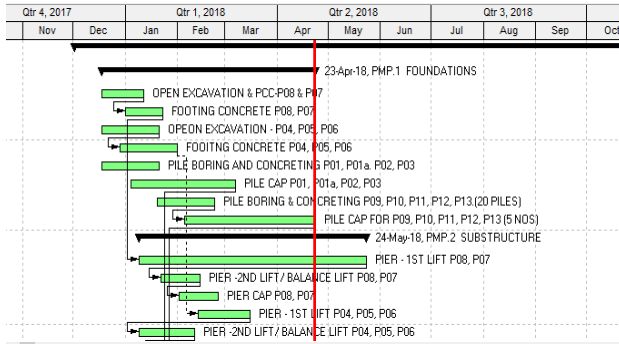 Qtr 4, 2017 Qtr 1, 2018 Qtr 2, 2018 Qtr 3, 2018
Nov Dec Jan Feb Mar Apr May Jun Jul Aug Sep Oct
23-Apr-18, PMP.1 FOUNDATIONS
OPEN EXCAVATION & PCC-P08 & P07
FOOTING CONCRETE P08, P07
OPEON EXCAVATION - P04, P05, P06
FOOITNG CONCRETE P04, P05, P06
PILE BORING AND CONCRETING P01, P01a. P02, P03
PILE CAP P01, P01a, P02, P03
PILE BORING & CONCRETING P09, P10, P11, P12, P13.(20 PILES)
PILE CAP FOR P09, P10, P11, P12, P13 (5 NOS)
24-May-18, PMP.2 SUBSTRUCTURE
PIER - 1ST LIFT P08, P07
PIER -2ND LIFT/ BALANCE LIFT P08, P07
PIER CAP P08, P07
PIER - 1ST LIFT P04, P05, P06
PIER -2ND LIFT/ BALANCE LIFT P04, P05, P06